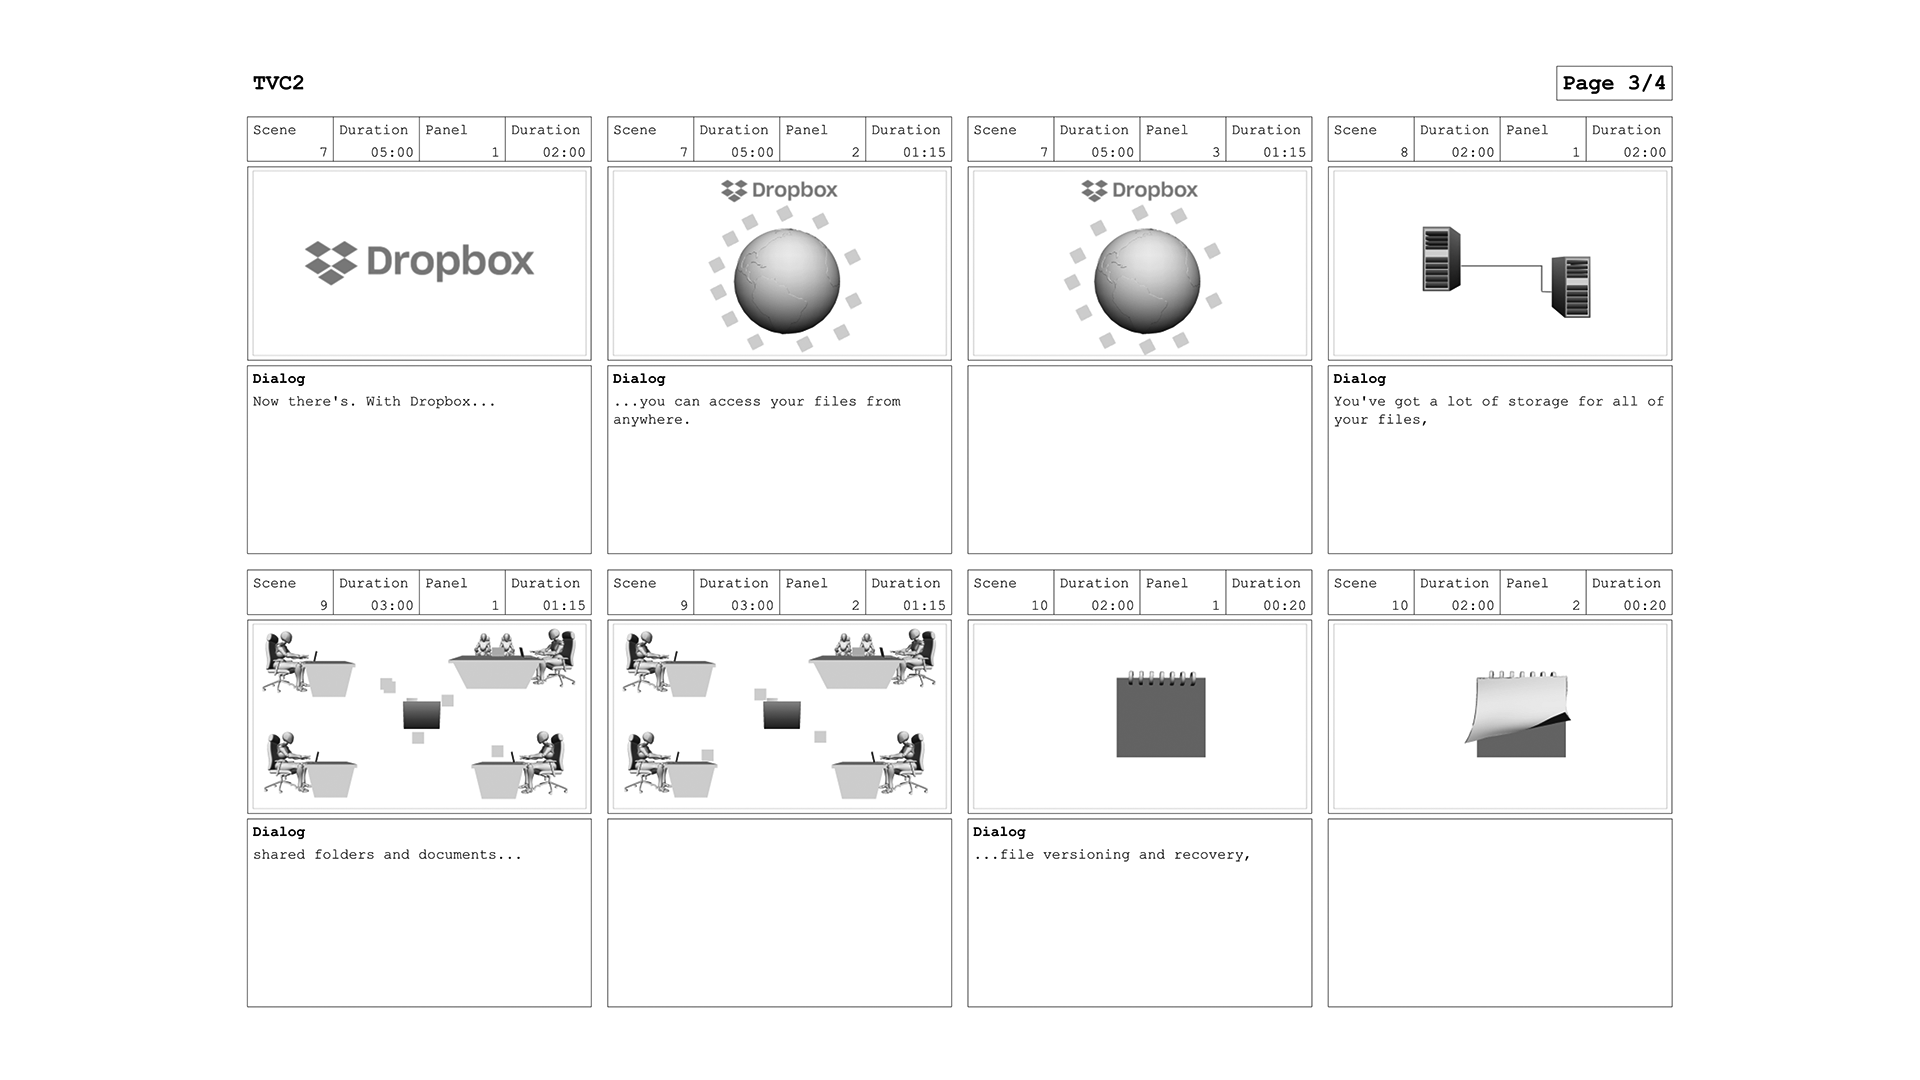 TVC2
Page 3/4
Scene Duration Panel Duration
7 05:00 1 02:00
Dropbox
Dialog
Now there's. With Dropbox...
Scene Duration Panel Duration
7 05:00 2 01:15
Dropbox
Dialog
...you can access your files from
anywhere.
Scene Duration Panel Duration
7 05:00 3 01:15
Dropbox
Scene Duration Panel Duration
8 02:00 1 02:00
Dialog
You've got a lot of storage for all of
your files,
Scene Duration Panel Duration
9 03:00 1 01:15
Dialog
shared folders and documents...
Scene Duration Panel Duration
9 03:00 2 01:15
Scene Duration Panel Duration
10 02:00 1 00:20
Dialog
...file versioning and recovery,
Scene Duration Panel Duration
10 02:00 2 00:20